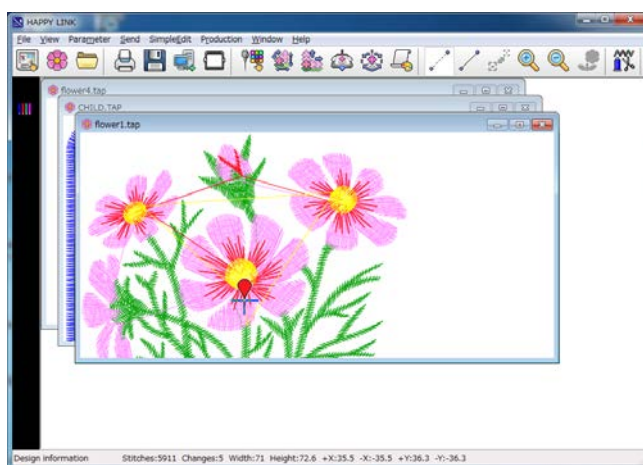 HAPPY LINK
File View Parameter Send SimpleEdit Production Window Help
flower4.tap
CHILD.TAP
flower1.tap
Design information Stitches:5911 Changes:5 Width:71 Height:72.6 +X:35.5 -X:-35.5 +Y:36.3 -Y:-36.3